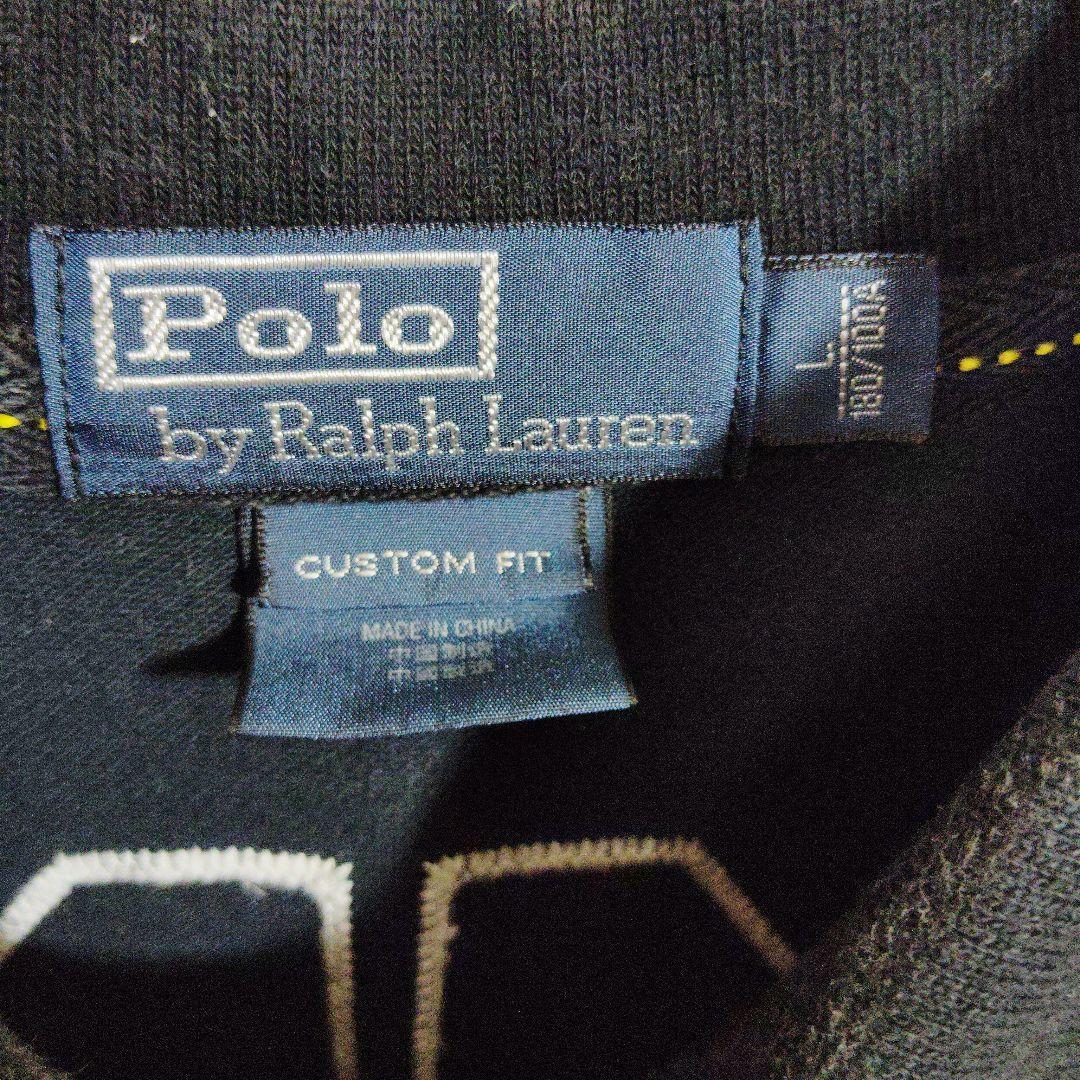 Polo
by Ralph Lauren
L
180/100A
CUSTOM FIT
MADE IN CHINA
中国制造
中國製造